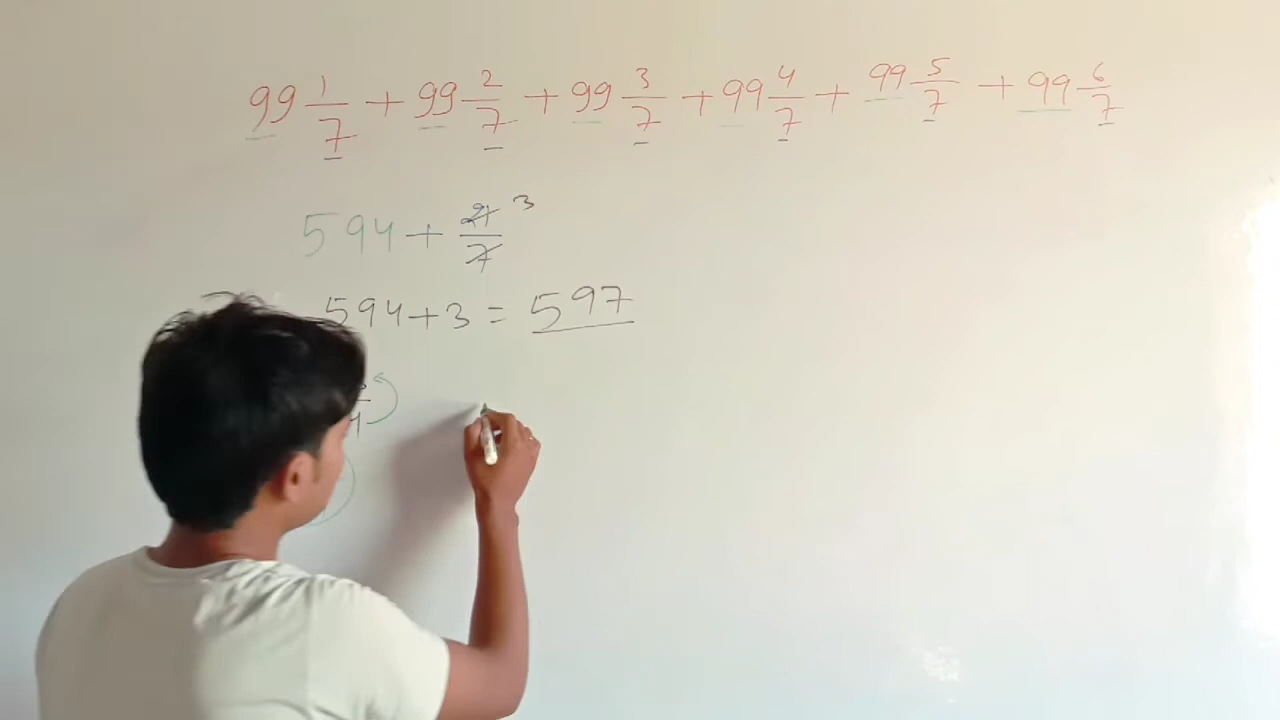 99 1/7 + 99 2/7 + 99 3/7 + 99 4/7 + 99 5/7 + 99 6/7
594 + 21/7 3
594 + 3 = 597